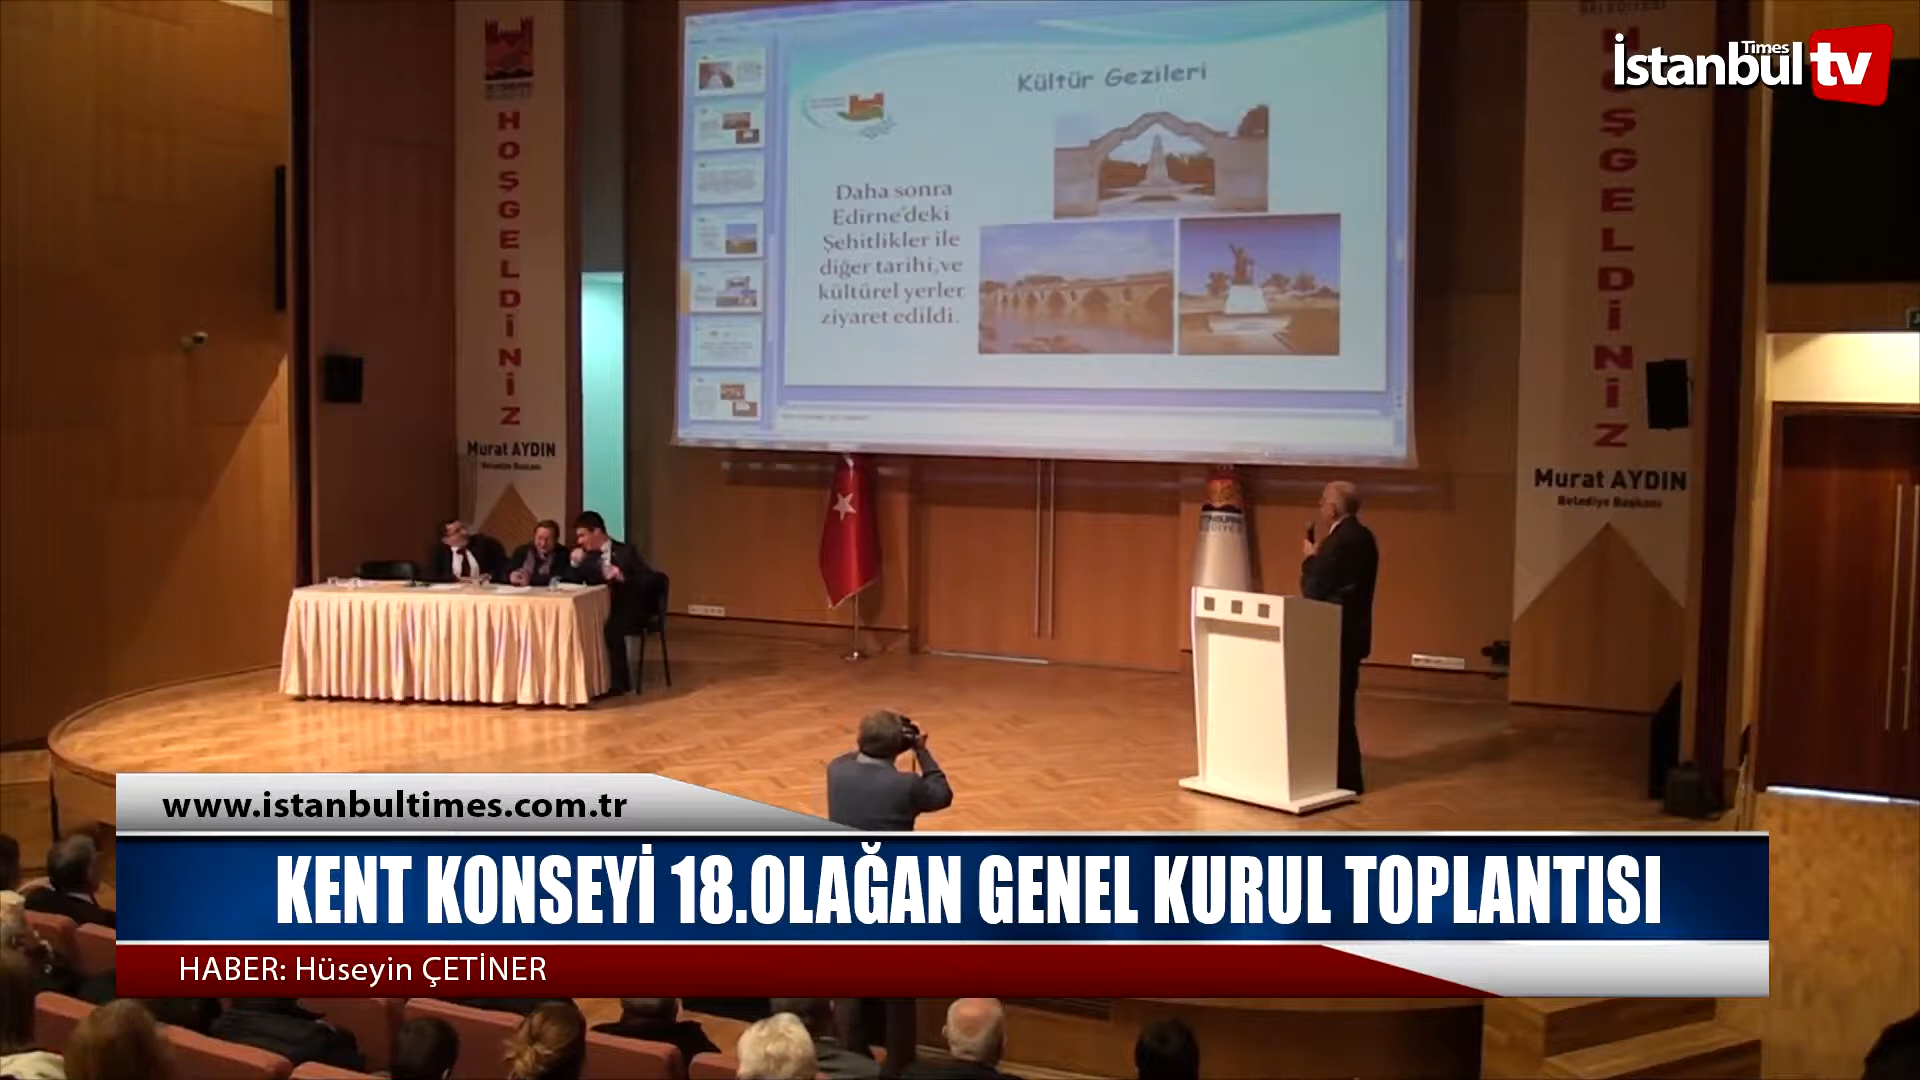 İstanbul Times tv
HOŞGELDİNİZ
Murat AYDIN
Belediye Başkanı
Kültür Gezileri
Daha sonra
Edirne'deki
Şehitlikler ile
diğer tarihi ve
kültürel yerler
ziyaret edildi.
HOŞGELDİNİZ
Murat AYDIN
Belediye Başkanı
www.istanbultimes.com.tr
KENT KONSEYİ 18.OLAĞAN GENEL KURUL TOPLANTISI
HABER: Hüseyin ÇETİNER